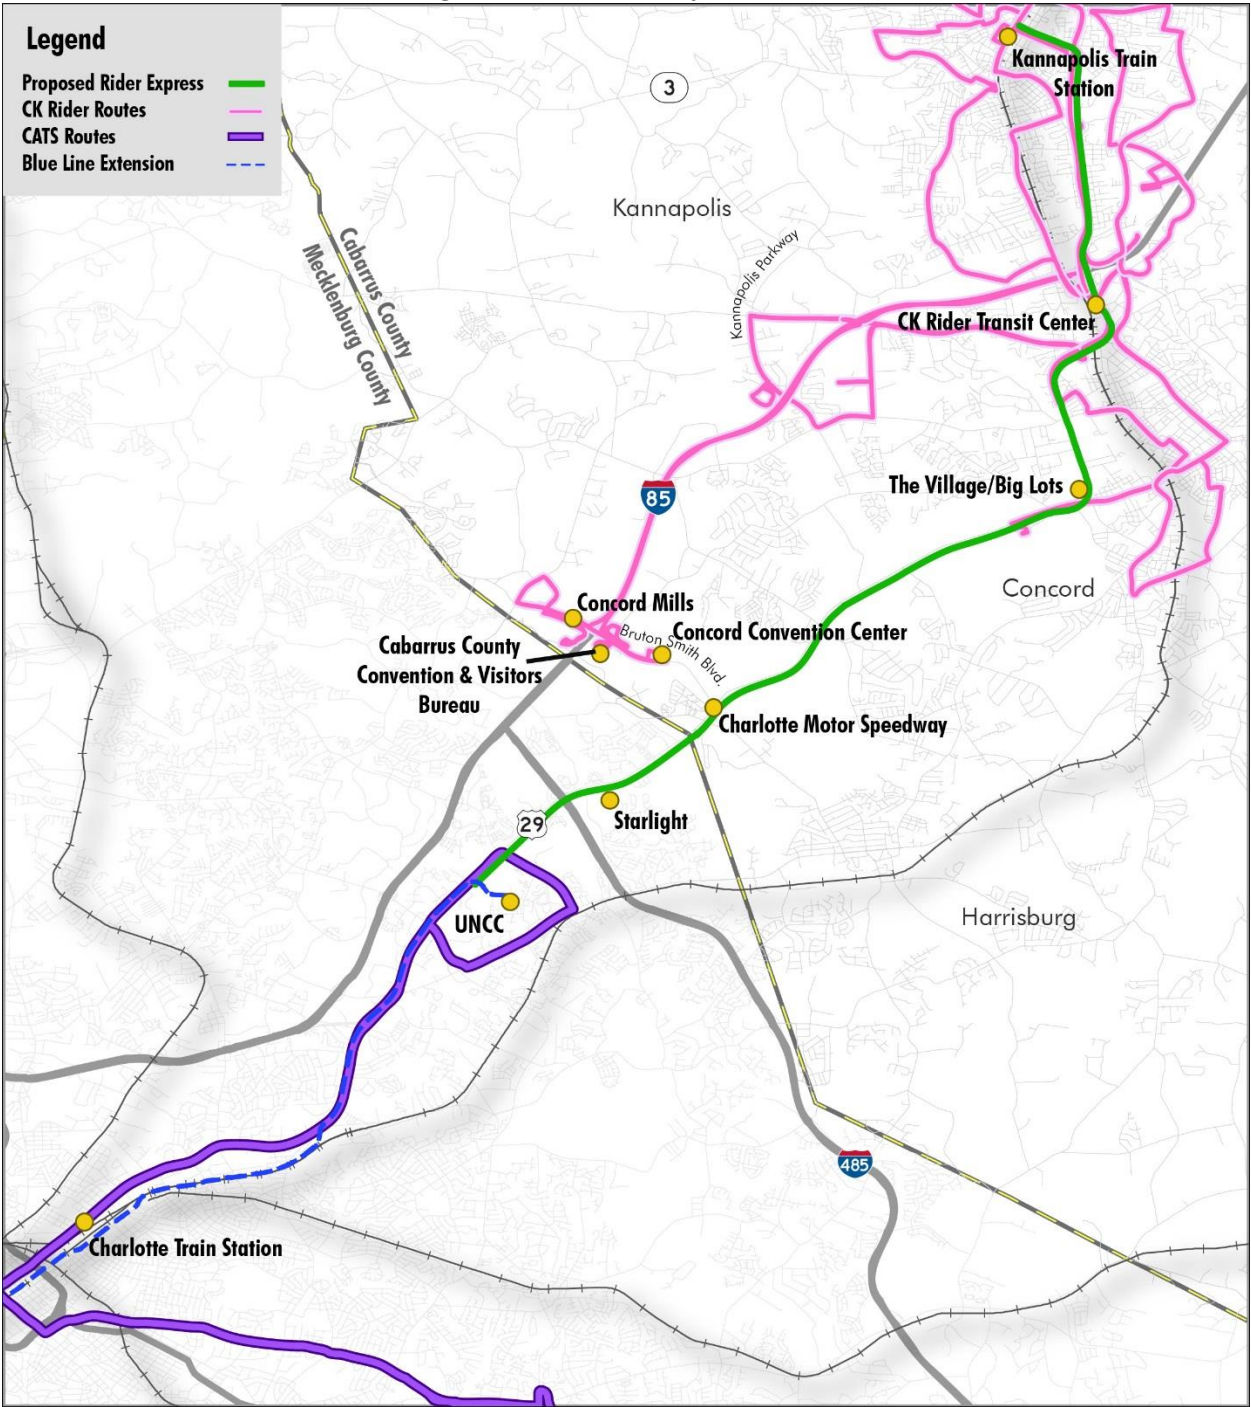 Legend
Proposed Rider Express
CK Rider Routes
CATS Routes
Blue Line Extension
Kannapolis Train
Station
3
Kannapolis
Cabarrus County
Mecklenburg County
Kannapolis Parkway
CK Rider Transit Center
The Village/Big Lots
85
Concord
Concord Mills
Bruton Smith Blvd.
Concord Convention Center
Cabarrus County
Convention & Visitors
Bureau
Charlotte Motor Speedway
Starlight
29
UNCC
Harrisburg
485
Charlotte Train Station